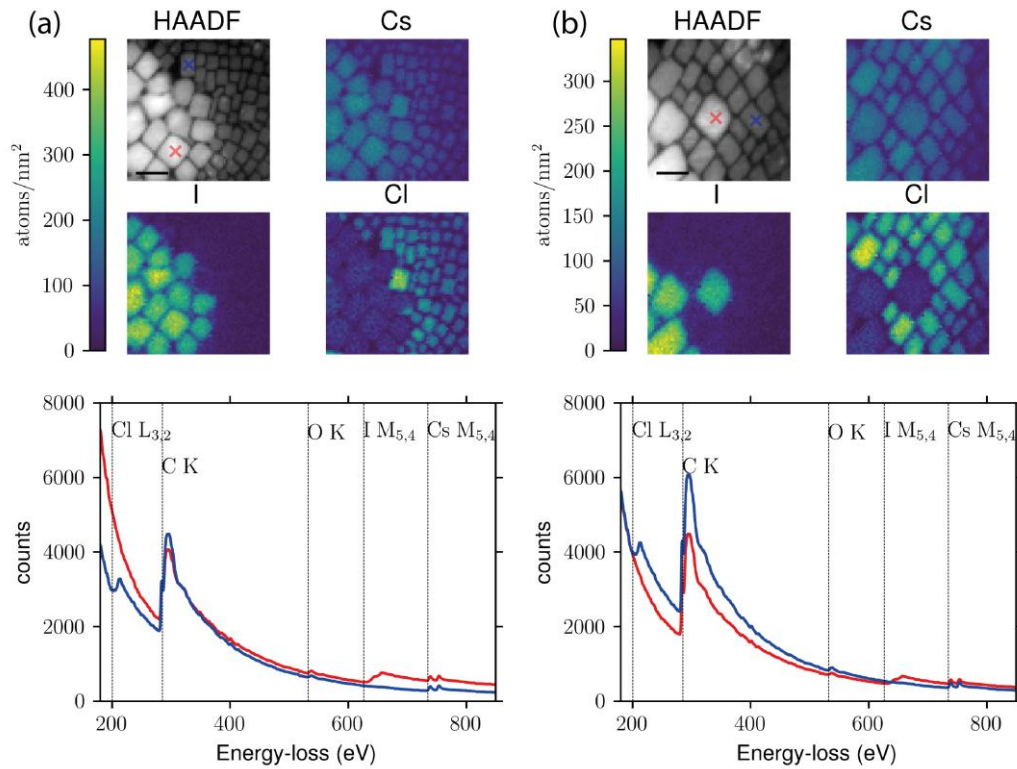 (a)
HAADF
Cs
I
Cl
atoms/nm²
400
300
200
100
0
8000
6000
4000
2000
0
Cl L₃,₂
C K
O K
I M₅,₄
Cs M₅,₄
counts
200
400
600
800
Energy-loss (eV)
(b)
HAADF
Cs
I
Cl
atoms/nm²
350
300
250
200
150
100
50
0
8000
6000
4000
2000
0
Cl L₃,₂
C K
O K
I M₅,₄
Cs M₅,₄
counts
200
400
600
800
Energy-loss (eV)